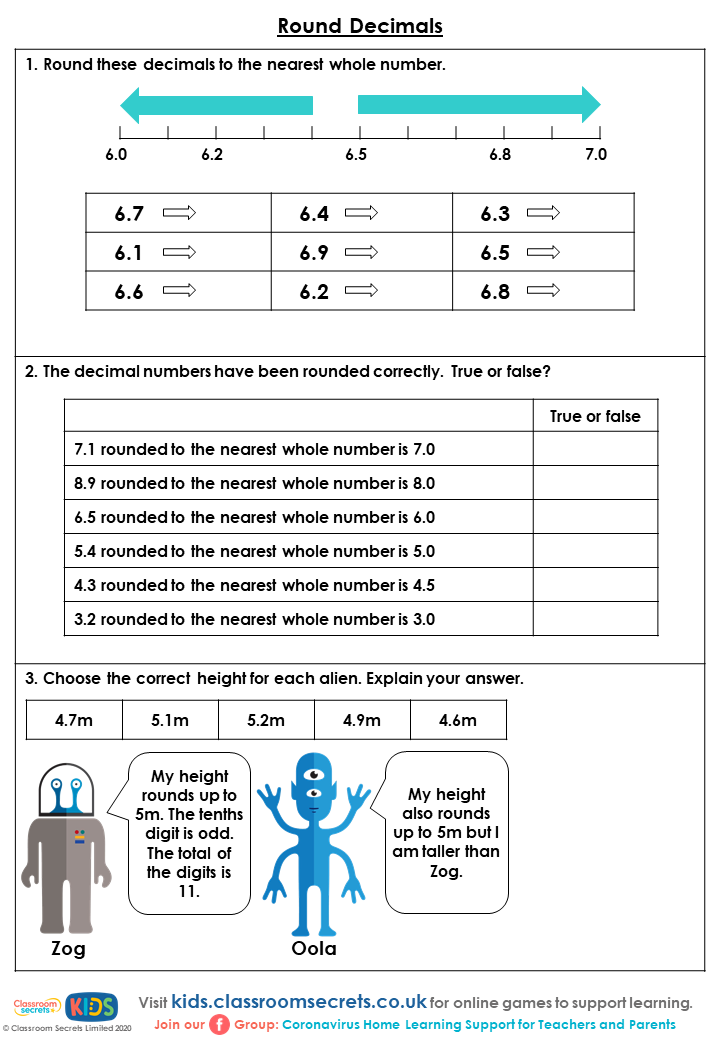 Round Decimals
1. Round these decimals to the nearest whole number.
6.0 6.2 6.5 6.8 7.0
6.7 6.4 6.3
6.1 6.9 6.5
6.6 6.2 6.8
2. The decimal numbers have been rounded correctly. True or false?
True or false
7.1 rounded to the nearest whole number is 7.0
8.9 rounded to the nearest whole number is 8.0
6.5 rounded to the nearest whole number is 6.0
5.4 rounded to the nearest whole number is 5.0
4.3 rounded to the nearest whole number is 4.5
3.2 rounded to the nearest whole number is 3.0
3. Choose the correct height for each alien. Explain your answer.
4.7m 5.1m 5.2m 4.9m 4.6m
My height
rounds up to
5m. The tenths
digit is odd.
The total of
the digits is
11.
Zog
My height
also rounds
up to 5m but I
am taller than
Zog.
Oola
Classroom
Secrets
KIDS
© Classroom Secrets Limited 2020
Visit kids.classroomsecrets.co.uk for online games to support learning.
Join our f Group: Coronavirus Home Learning Support for Teachers and Parents